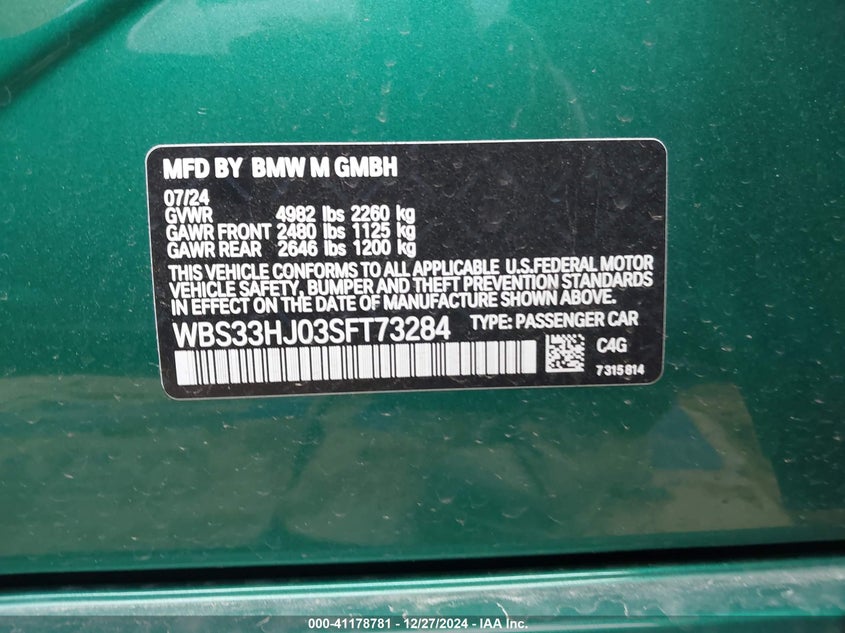 MFD BY BMW M GMBH
07/24
GVWR 4982 lbs 2260 kg
GAWR FRONT 2480 lbs 1125 kg
GAWR REAR 2646 lbs 1200 kg
THIS VEHICLE CONFORMS TO ALL APPLICABLE U.S.FEDERAL MOTOR
VEHICLE SAFETY, BUMPER AND THEFT PREVENTION STANDARDS
IN EFFECT ON THE DATE OF MANUFACTURE SHOWN ABOVE.
WBS33HJ03SFT73284 TYPE: PASSENGER CAR
C4G
7315814
000-41178781 - 12/27/2024 - IAA Inc.